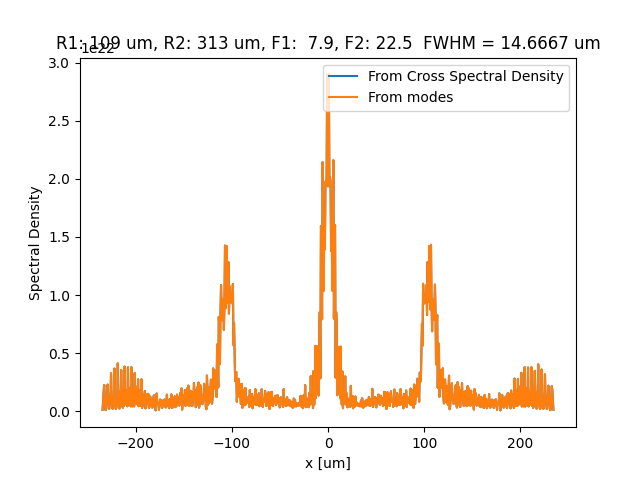 R1: 109 um, R2: 313 um, F1:  7.9, F2: 22.5  FWHM = 14.6667 um
1e22
From Cross Spectral Density
From modes
3.0
2.5
2.0
1.5
1.0
0.5
0.0
Spectral Density
−200
−100
0
100
200
x [um]